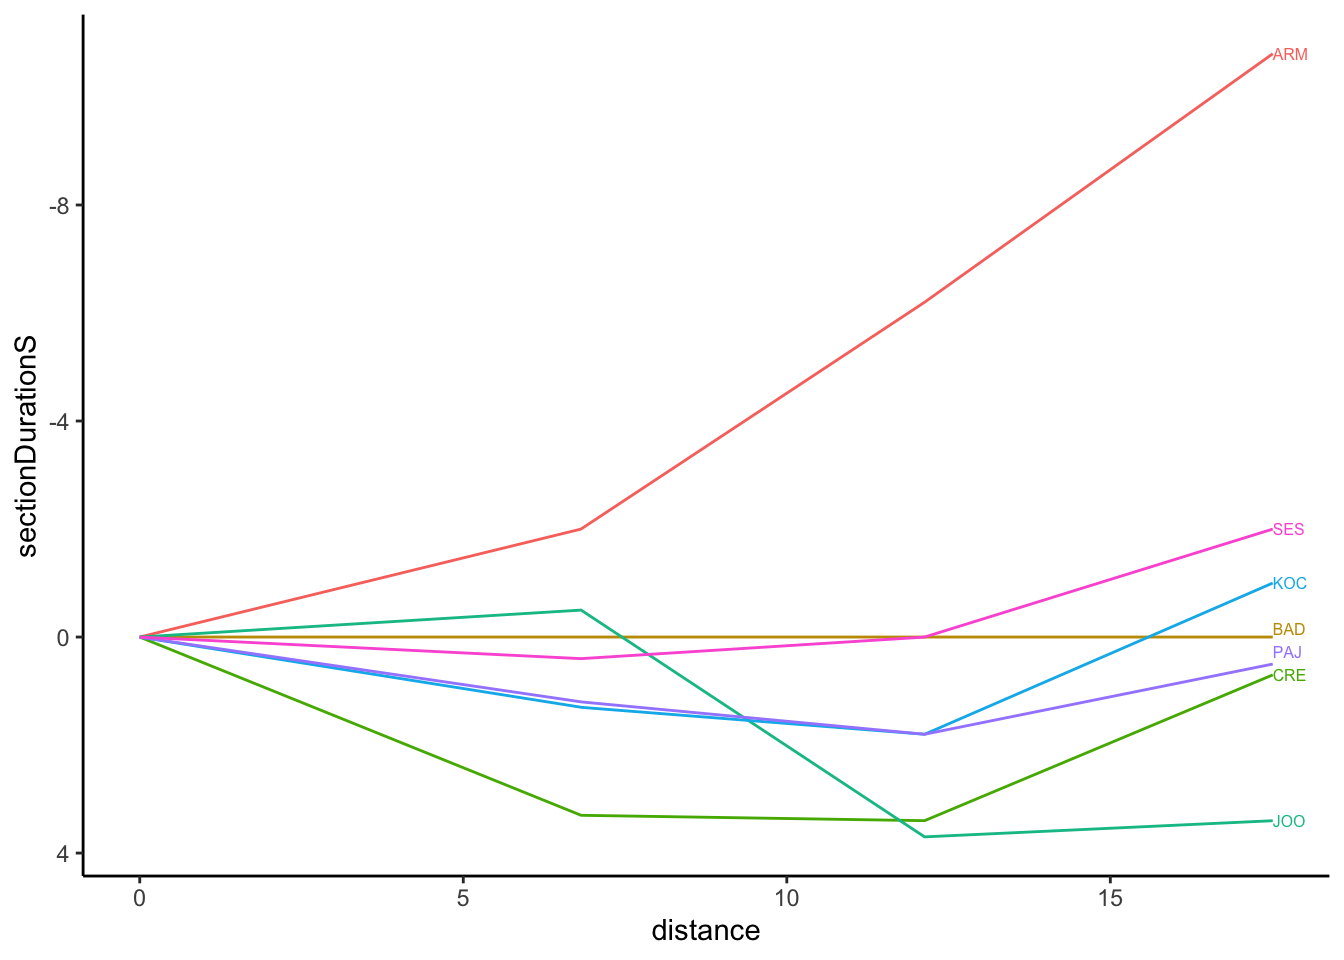 ARM
-8
-4
SES
KOC
0
BAD
PAJ
CRE
JOO
4
0 5 10 15
distance
sectionDurationS